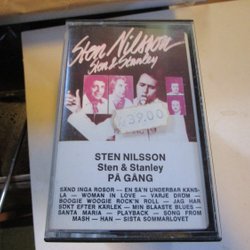 Sten Nilsson
Sten & Stanley
39.00
STEN NILSSON
Sten & Stanley
PÅ GÅNG
SÄND INGA ROSOR — EN SÅ'N UNDERBAR KÄNS-
LA — WOMAN IN LOVE — VARJE DRÖM —
BOOGIE WOOGIE ROCK'N ROLL — JAG HAR
SÖKT EFTER KÄRLEK — MIN BLÅASTE BLUES —
SANTA MARIA — PLAYBACK — SONG FROM
MASH — HAN — SISTA SOMMARLOVET